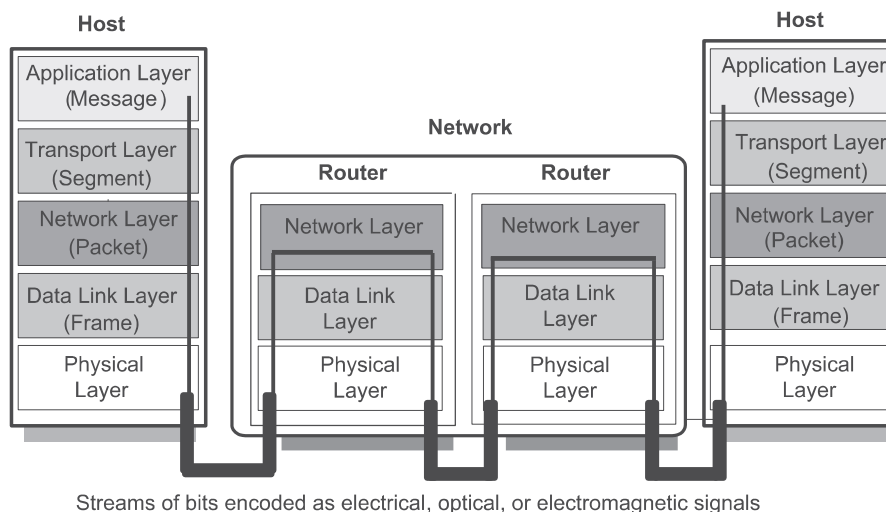 Host
Application Layer
(Message)
Transport Layer
(Segment)
Network Layer
(Packet)
Data Link Layer
(Frame)
Physical
Layer
Network
Router
Network Layer
Data Link
Layer
Physical
Layer
Router
Network Layer
Data Link
Layer
Physical
Layer
Host
Application Layer
(Message)
Transport Layer
(Segment)
Network Layer
(Packet)
Data Link Layer
(Frame)
Physical
Layer
Streams of bits encoded as electrical, optical, or electromagnetic signals